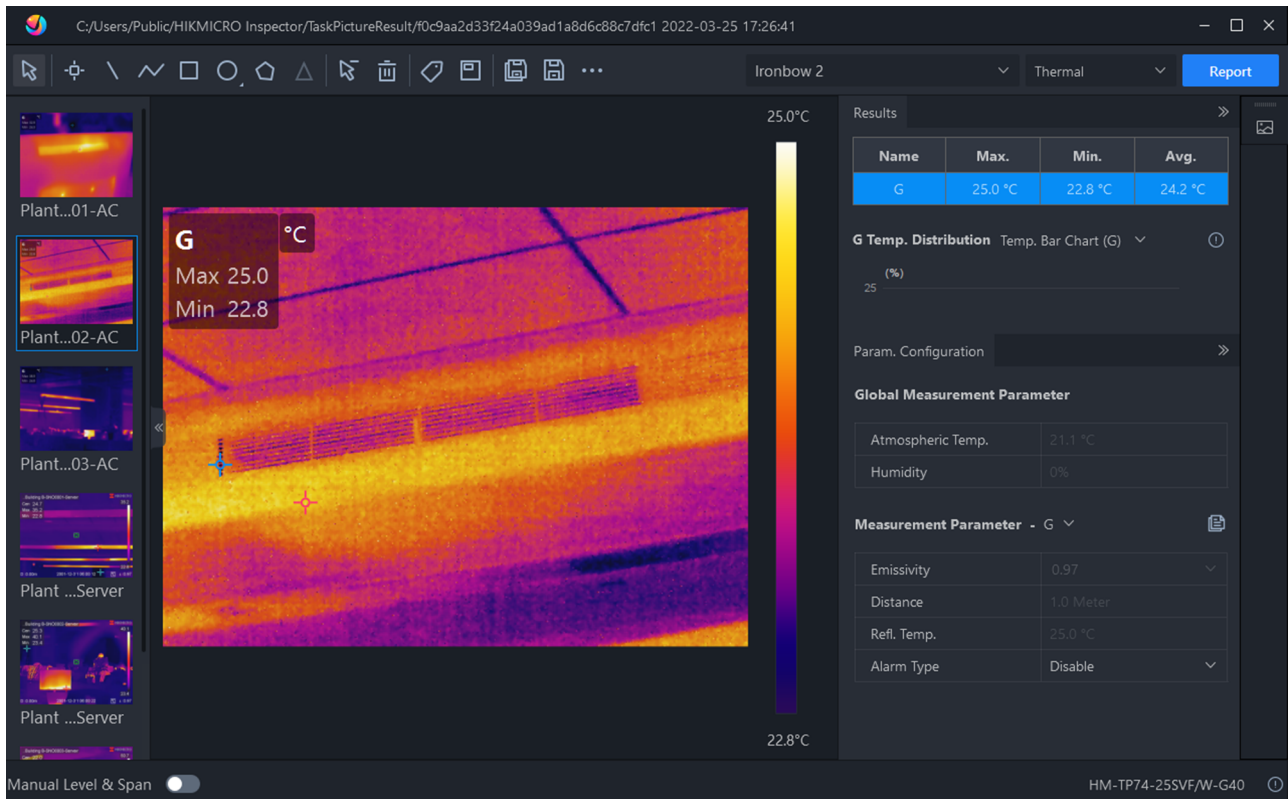 C:/Users/Public/HIKMICRO Inspector/TaskPictureResult/f0c9aa2d33f24a039ad1a8d6c88c7dfc1 2022-03-25 17:26:41
Ironbow 2
Thermal
Report
Plant...01-AC
Plant...02-AC
Plant...03-AC
Plant ...Server
Plant ...Server
G
°C
Max 25.0
Min 22.8
25.0°C
22.8°C
Results
Name Max. Min. Avg.
G 25.0 °C 22.8 °C 24.2 °C
G Temp. Distribution Temp. Bar Chart (G)
(%)
25
Param. Configuration
Global Measurement Parameter
Atmospheric Temp. 21.1 °C
Humidity 0%
Measurement Parameter - G
Emissivity 0.97
Distance 1.0 Meter
Refl. Temp. 25.0 °C
Alarm Type Disable
Manual Level & Span
HM-TP74-25SVF/W-G40